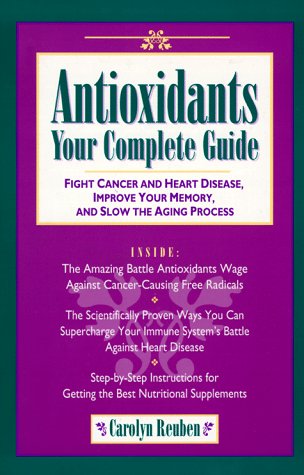 Antioxidants
Your Complete Guide
FIGHT CANCER AND HEART DISEASE,
IMPROVE YOUR MEMORY,
AND SLOW THE AGING PROCESS
INSIDE:
The Amazing Battle Antioxidants Wage
Against Cancer-Causing Free Radicals
The Scientifically Proven Ways You Can
Supercharge Your Immune System's Battle
Against Heart Disease
Step-by-Step Instructions for
Getting the Best Nutritional Supplements
Carolyn Reuben